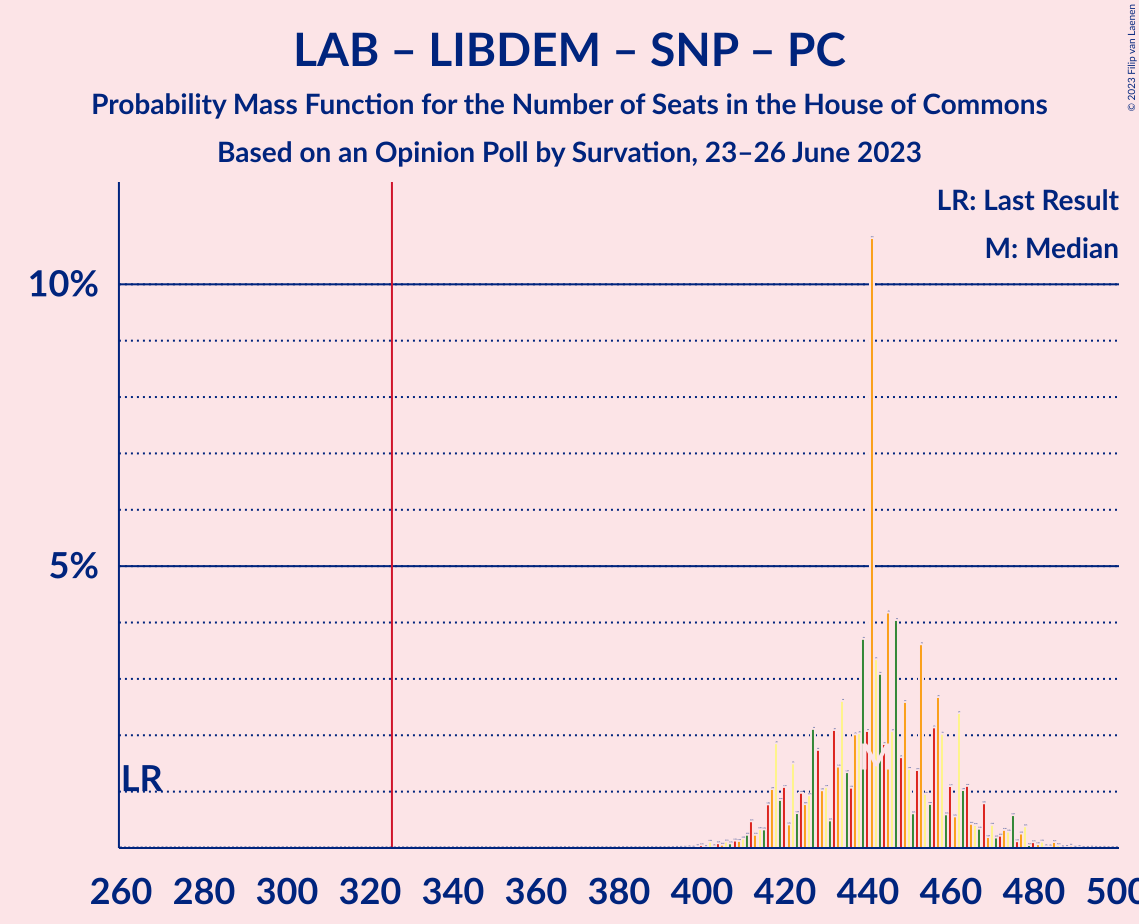 LAB – LIBDEM – SNP – PC
Probability Mass Function for the Number of Seats in the House of Commons
Based on an Opinion Poll by Survation, 23–26 June 2023
© 2023 Filip van Laenen
LR: Last Result
M: Median
10%
5%
LR
M
260 280 300 320 340 360 380 400 420 440 460 480 500